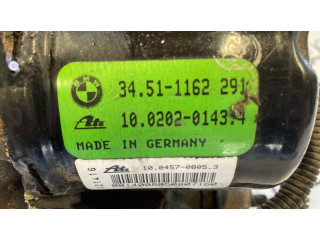 BMW
34.51-1162 291
Ate
10.0202-0143.4
MADE IN GERMANY
Ate
10.0457-0005.3